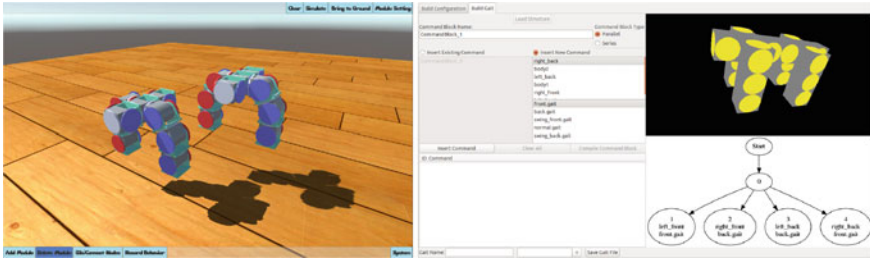 Clear Simulate Bring to Ground Module Setting
Add Module Delete Module Record Behavior System
Build Configuration Build Gait
Load Structure
Command Block Name:
Command Block Type
CommandBlock_1
Parallel
Series
Insert Existing Command
Insert New Command
CommandBlock_1
right_back
body2
left_back
body1
right_front
front.gait
back.gait
swing_front.gait
normal.gait
swing_back.gait
Insert Command Clear all Compile Command Block
ID Command
Gait Name Save Gait File
Start
0
1
left_front
front.gait
2
right_front
back.gait
3
left_back
back.gait
4
right_back
front.gait